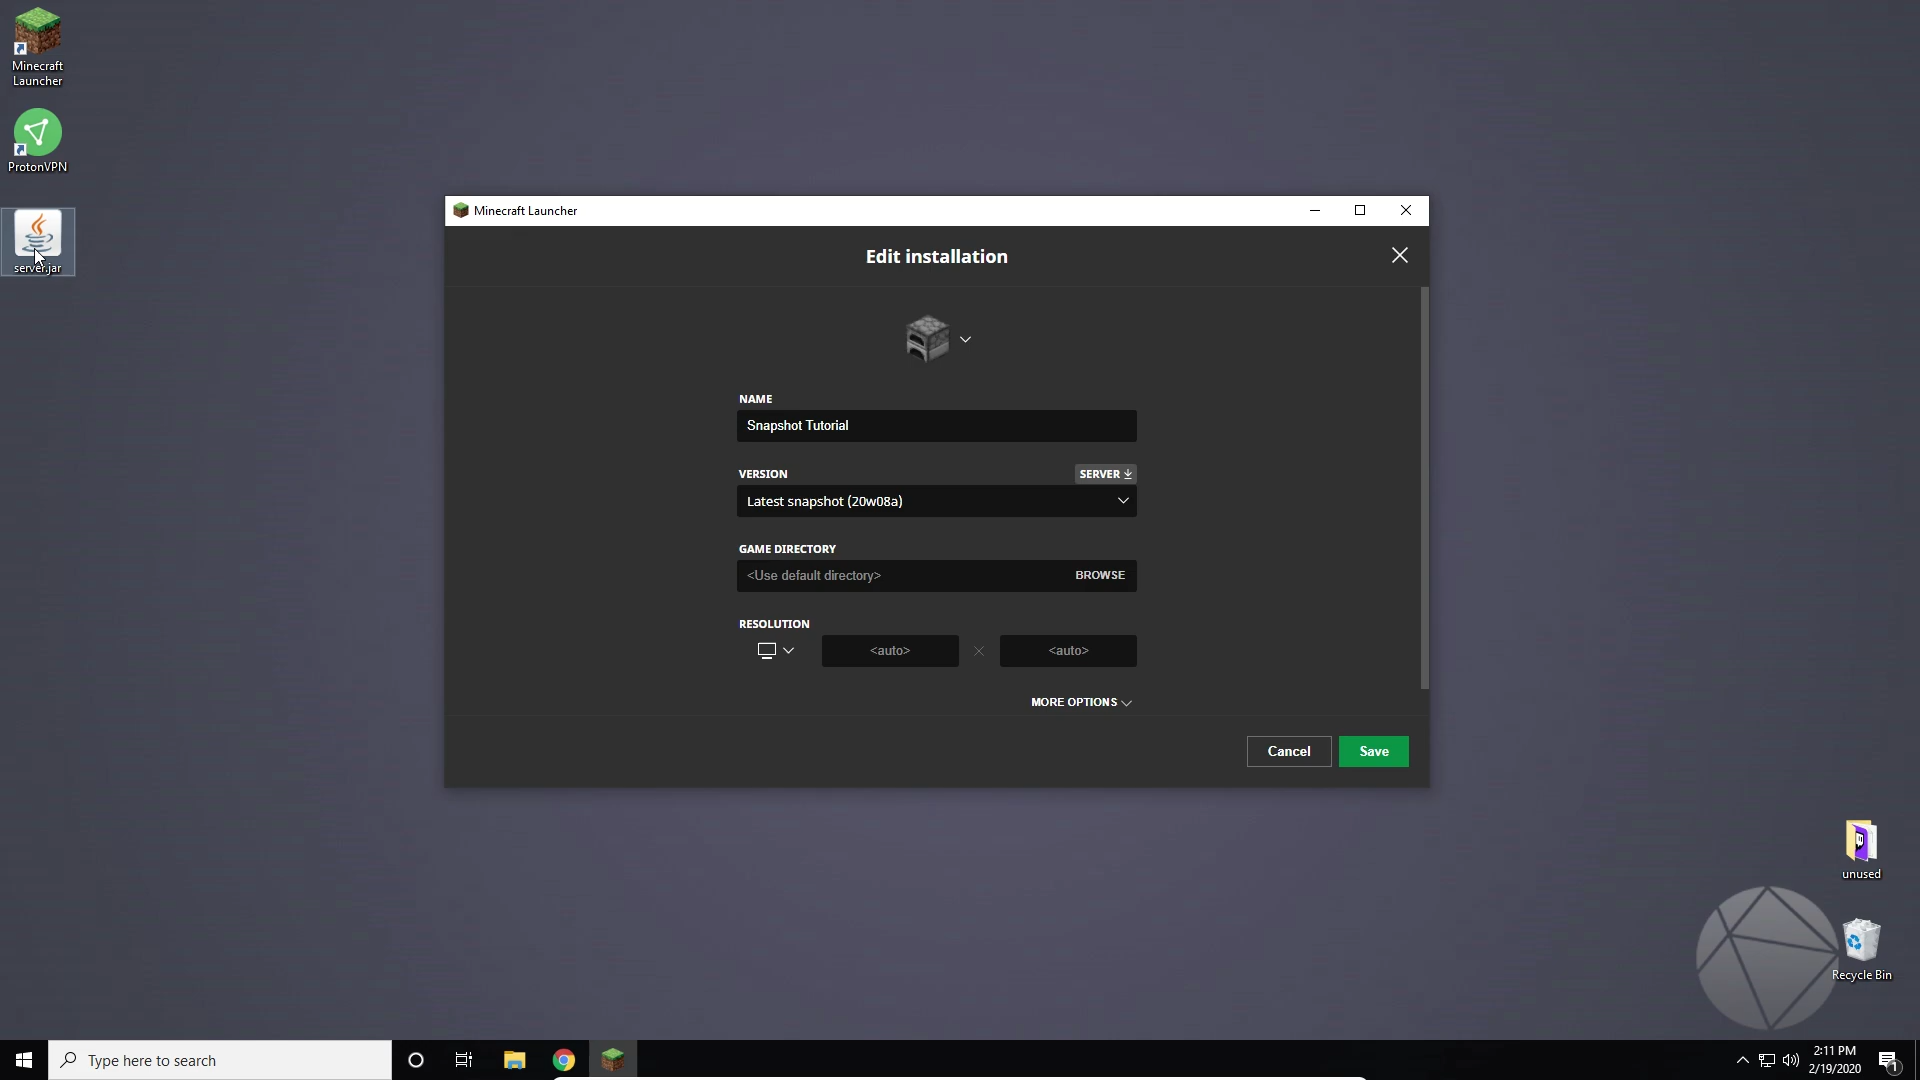 Minecraft
Launcher
ProtonVPN
server.jar
Minecraft Launcher
Edit installation
NAME
Snapshot Tutorial
VERSION
SERVER
Latest snapshot (20w08a)
GAME DIRECTORY
<Use default directory>
BROWSE
RESOLUTION
<auto>
<auto>
MORE OPTIONS
Cancel
Save
unused
Recycle Bin
Type here to search
2:11 PM
2/19/2020
1